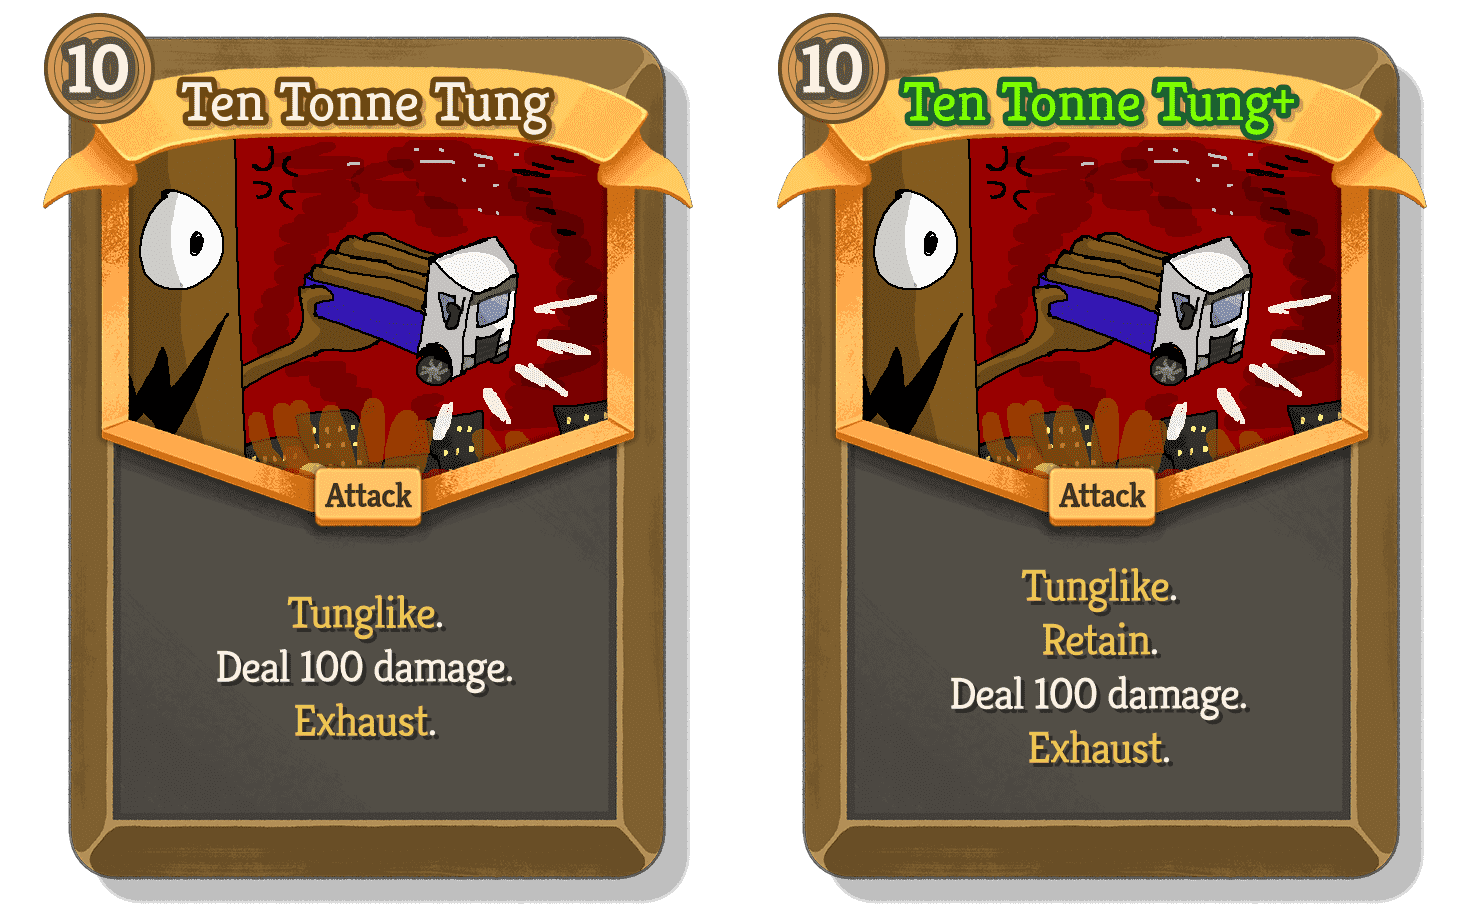 10
Ten Tonne Tung
Attack
Tunglike.
Deal 100 damage.
Exhaust.
10
Ten Tonne Tung+
Attack
Tunglike.
Retain.
Deal 100 damage.
Exhaust.